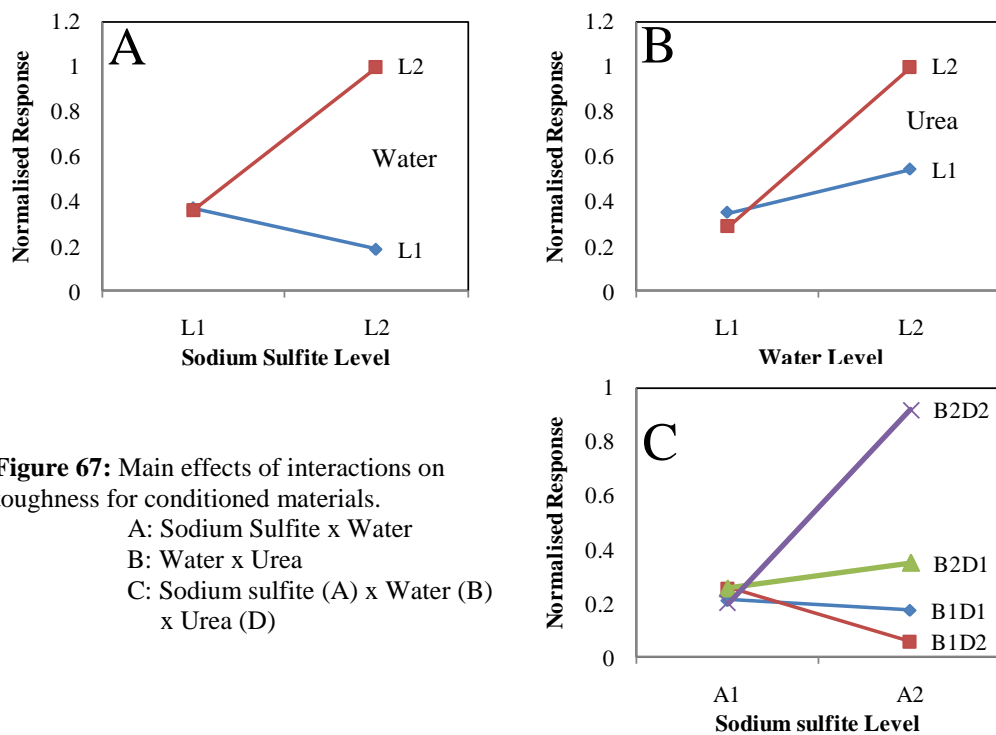 A
Normalised Response
1.2
1
0.8
0.6
0.4
0.2
0
L2
Water
L1
L1 L2
Sodium Sulfite Level
B
Normalised Response
1.2
1
0.8
0.6
0.4
0.2
0
L2
Urea
L1
L1 L2
Water Level
C
Normalised Response
1
0.8
0.6
0.4
0.2
0
B2D2
B2D1
B1D1
B1D2
A1 A2
Sodium sulfite Level
Figure 67: Main effects of interactions on
toughness for conditioned materials.
A: Sodium Sulfite x Water
B: Water x Urea
C: Sodium sulfite (A) x Water (B)
x Urea (D)